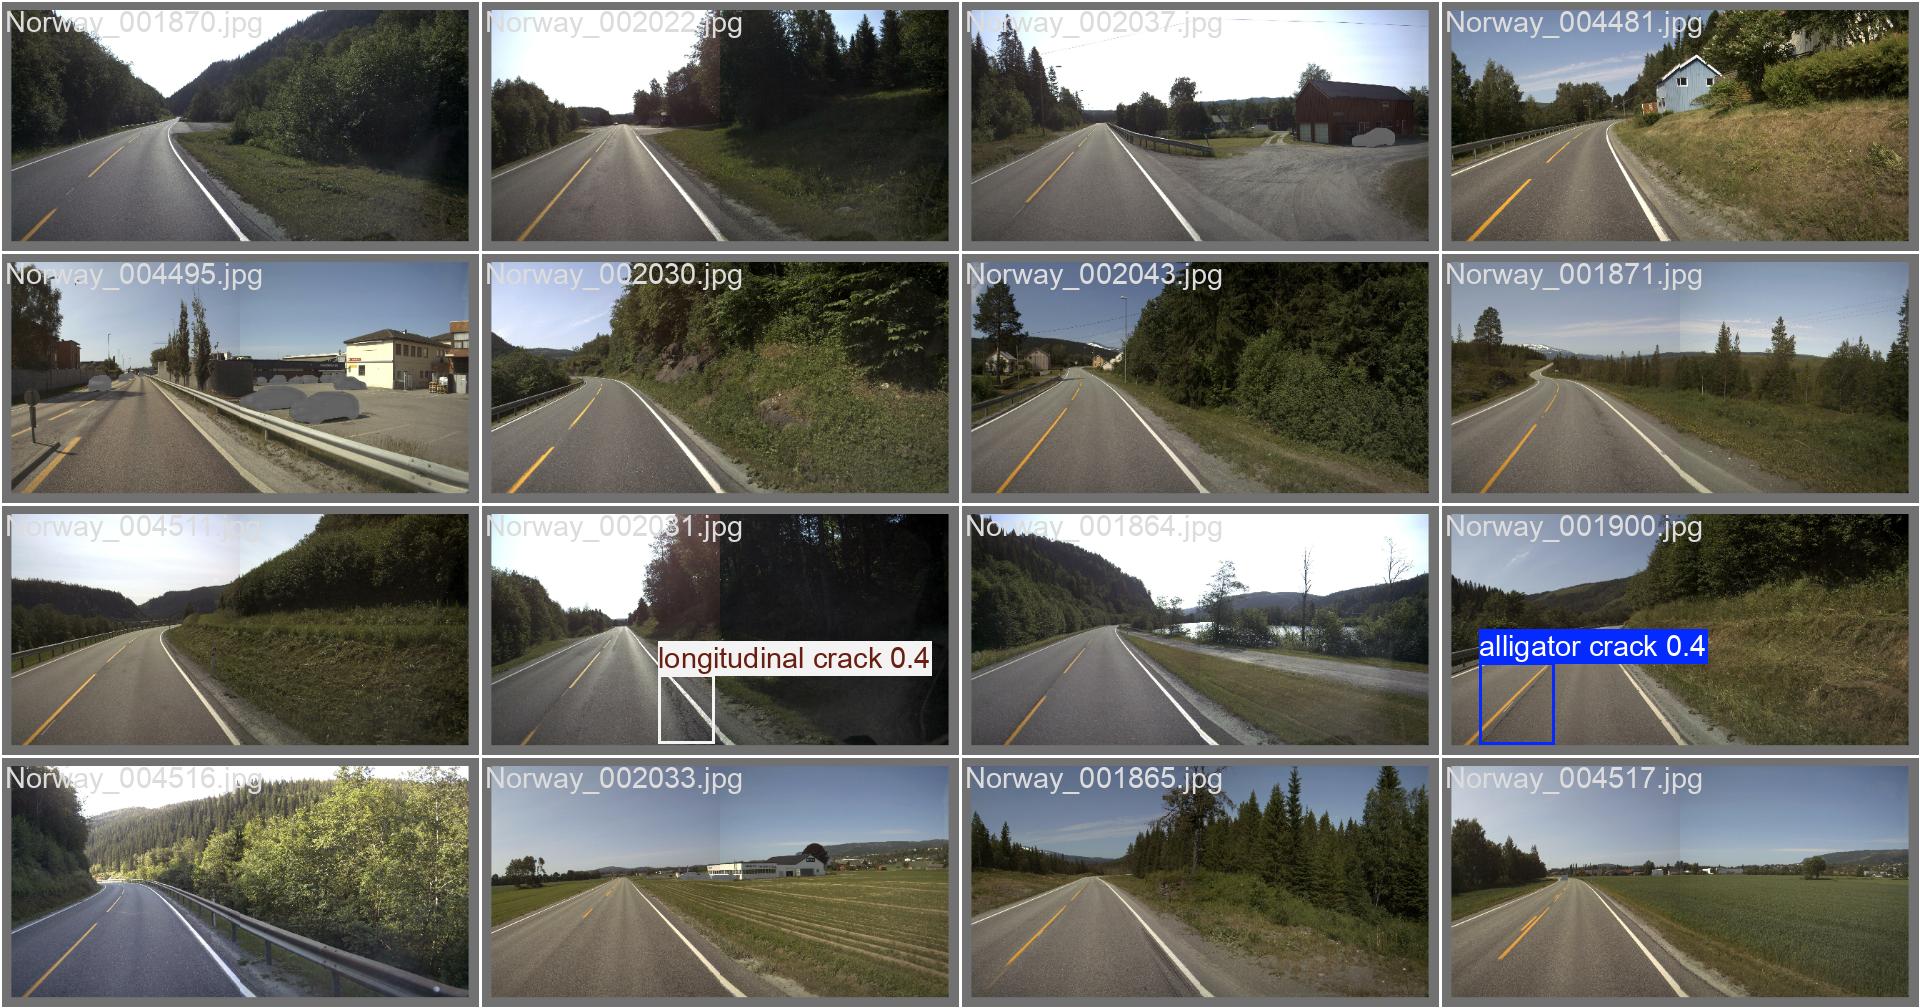 Norway_001870.jpg
Norway_002022.jpg
Norway_002037.jpg
Norway_004481.jpg
Norway_004495.jpg
Norway_002030.jpg
Norway_002043.jpg
Norway_001871.jpg
Norway_004511.jpg
Norway_002031.jpg
Norway_001864.jpg
Norway_001900.jpg
longitudinal crack 0.4
alligator crack 0.4
Norway_004516.jpg
Norway_002033.jpg
Norway_001865.jpg
Norway_004517.jpg